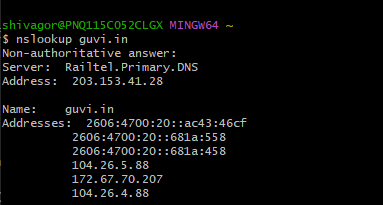 shivagor@PNQ115C052CLGX MINGW64 ~
$ nslookup guvi.in
Non-authoritative answer:
Server:  Railtel.Primary.DNS
Address:  203.153.41.28

Name:    guvi.in
Addresses:  2606:4700:20::ac43:46cf
          2606:4700:20::681a:558
          2606:4700:20::681a:458
          104.26.5.88
          172.67.70.207
          104.26.4.88